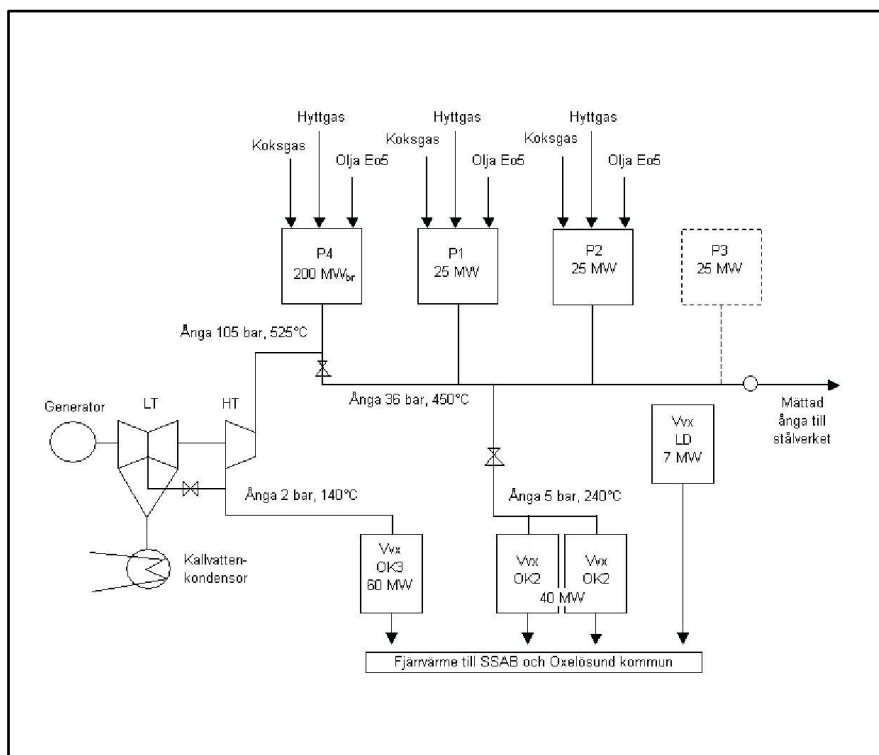 Hyttgas
Hyttgas
Hyttgas
Koksgas
Koksgas
Koksgas
Olja Eo5
Olja Eo5
Olja Eo5
P4
200 MWbr
P1
25 MW
P2
25 MW
P3
25 MW
Ånga 105 bar, 525°C
Ånga 36 bar, 450°C
Mättad
ånga till
stålverket
Generator
LT
HT
Vvx
LD
7 MW
Ånga 2 bar, 140°C
Ånga 5 bar, 240°C
Kallvatten-
kondensor
Vvx
OK3
60 MW
Vvx
OK2
Vvx
OK2
40 MW
Fjärrvärme till SSAB och Oxelösund kommun